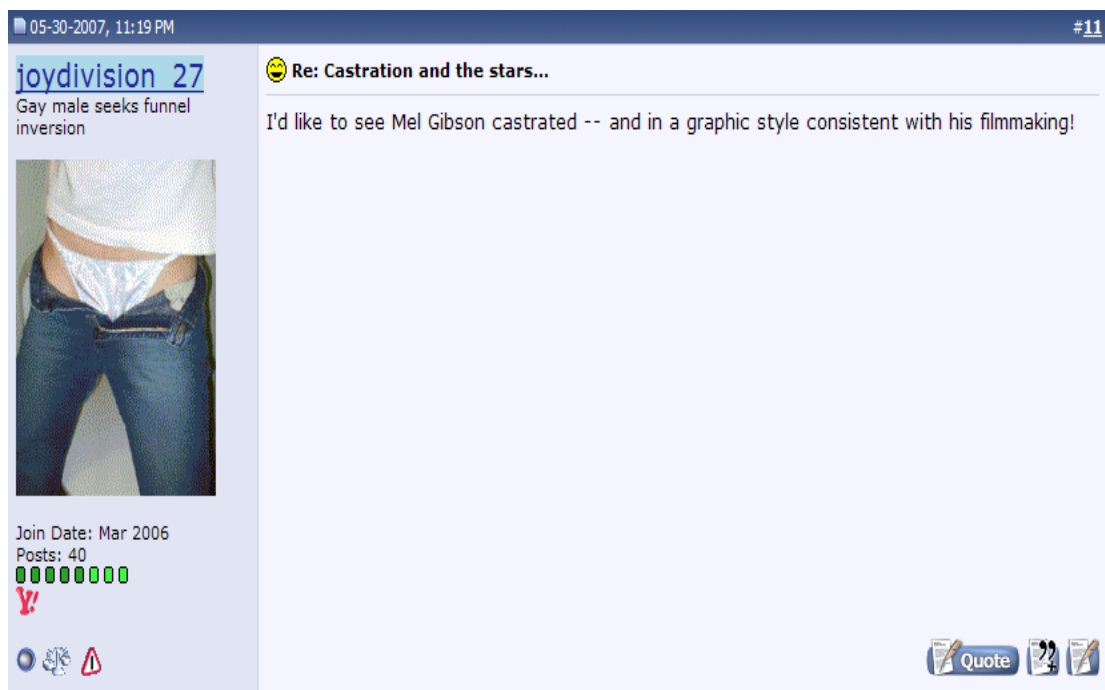 05-30-2007, 11:19 PM
#11
joydivision_27
Gay male seeks funnel
inversion
Re: Castration and the stars...
I'd like to see Mel Gibson castrated -- and in a graphic style consistent with his filmmaking!
Join Date: Mar 2006
Posts: 40
Y!
Quote